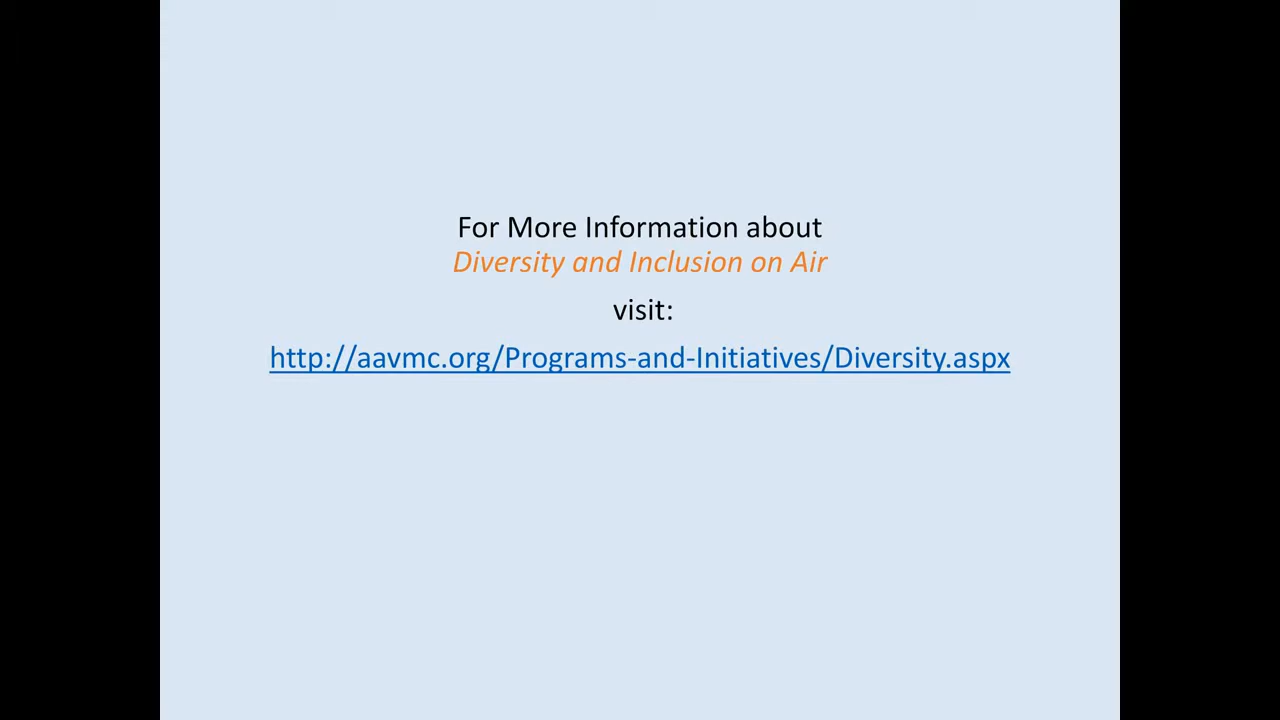 For More Information about
Diversity and Inclusion on Air
visit:
http://aavmc.org/Programs-and-Initiatives/Diversity.aspx